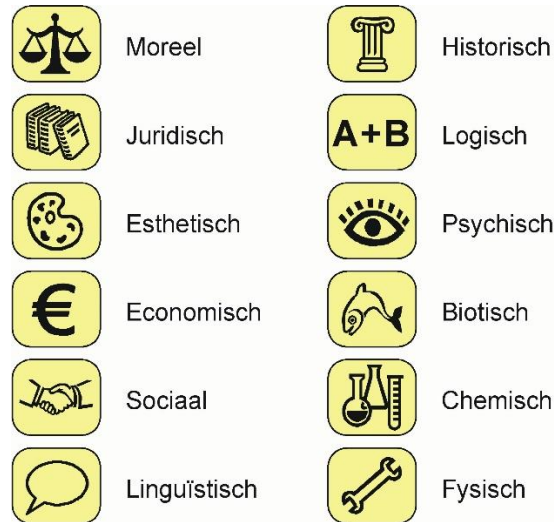 Moreel
Juridisch
Esthetisch
€
Economisch
Sociaal
Linguïstisch
Historisch
A+B
Logisch
Psychisch
Biotisch
Chemisch
Fysisch